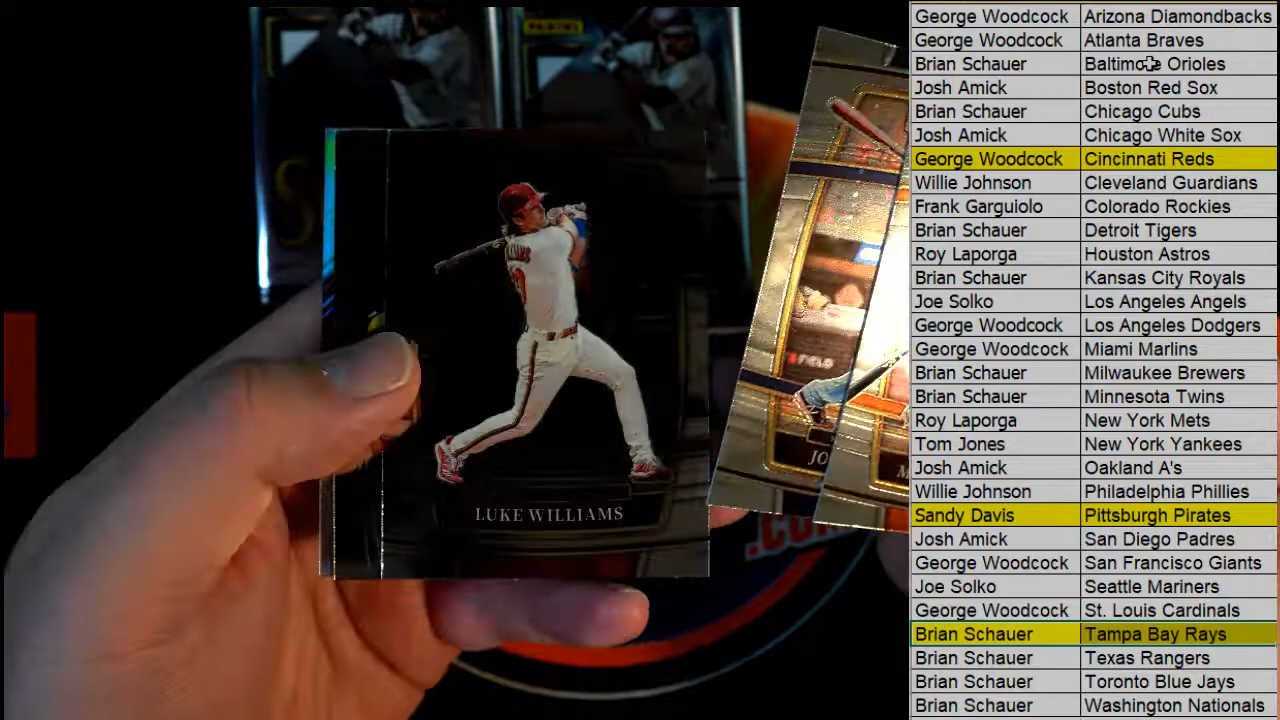 PANINI
WILLIAMS
FIELD
JO
LUKE WILLIAMS
.COM
George Woodcock Arizona Diamondbacks
George Woodcock Atlanta Braves
Brian Schauer Baltimore Orioles
Josh Amick Boston Red Sox
Brian Schauer Chicago Cubs
Josh Amick Chicago White Sox
George Woodcock Cincinnati Reds
Willie Johnson Cleveland Guardians
Frank Garguiolo Colorado Rockies
Brian Schauer Detroit Tigers
Roy Laporga Houston Astros
Brian Schauer Kansas City Royals
Joe Solko Los Angeles Angels
George Woodcock Los Angeles Dodgers
George Woodcock Miami Marlins
Brian Schauer Milwaukee Brewers
Brian Schauer Minnesota Twins
Roy Laporga New York Mets
Tom Jones New York Yankees
Josh Amick Oakland A's
Willie Johnson Philadelphia Phillies
Sandy Davis Pittsburgh Pirates
Josh Amick San Diego Padres
George Woodcock San Francisco Giants
Joe Solko Seattle Mariners
George Woodcock St. Louis Cardinals
Brian Schauer Tampa Bay Rays
Brian Schauer Texas Rangers
Brian Schauer Toronto Blue Jays
Brian Schauer Washington Nationals